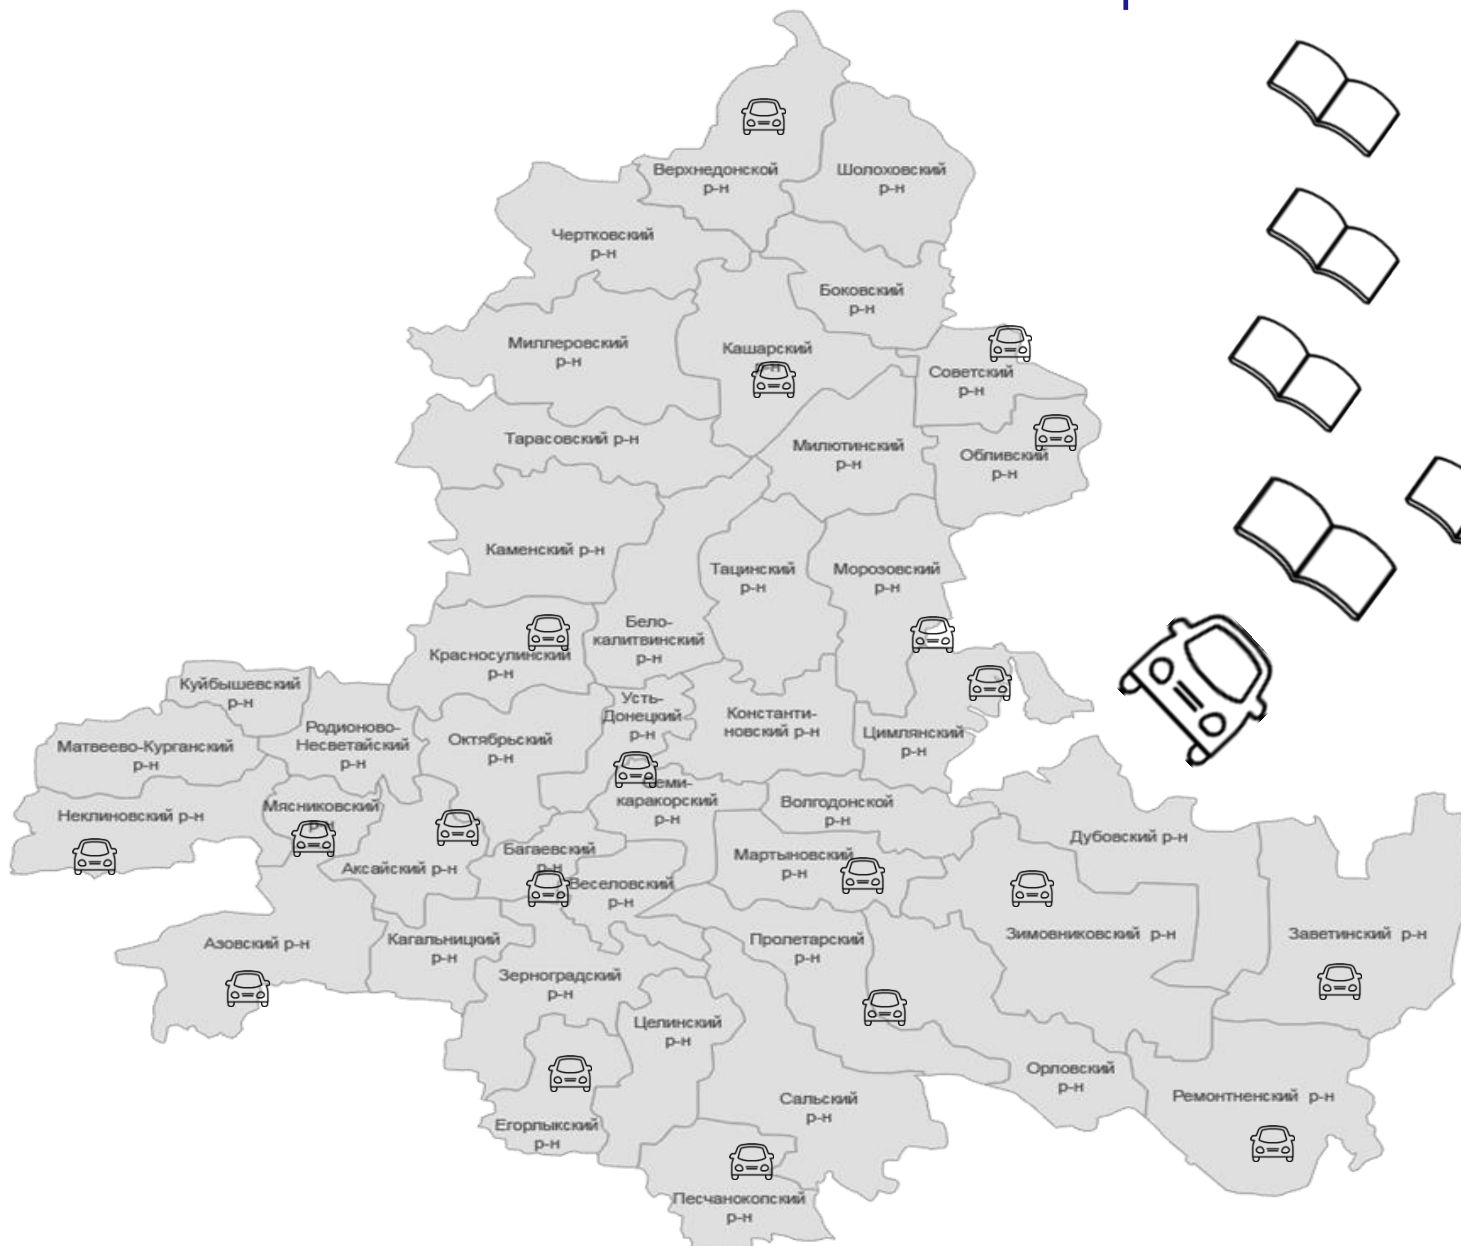 Верхнедонской
р-н
Шолоховский
р-н
Чертковский
р-н
Боковский
р-н
Миллеровский
р-н
Кашарский
р-н
Советский
р-н
Тарасовский р-н
Милютинский
р-н
Обливский
р-н
Каменский р-н
Тацинский
р-н
Морозовский
р-н
Красносулинский
р-н
Бело-
калитвинский
р-н
Куйбышевский
р-н
Матвеево-Курганский
р-н
Родионово-
Несветайский
р-н
Октябрьский
р-н
Усть-
Донецкий
р-н
Константи-
новский р-н
Цимлянский
р-н
Неклиновский р-н
Мясниковский
р-н
Аксайский р-н
Багаевский
р-н
Семи-
каракорский
р-н
Волгодонской
р-н
Дубовский р-н
Веселовский
р-н
Мартыновский
р-н
Азовский р-н
Кагальницкий
р-н
Зерноградский
р-н
Пролетарский
р-н
Зимовниковский р-н
Заветинский р-н
Целинский
р-н
Егорлыкский
р-н
Сальский
р-н
Орловский
р-н
Ремонтненский р-н
Песчанокопский
р-н